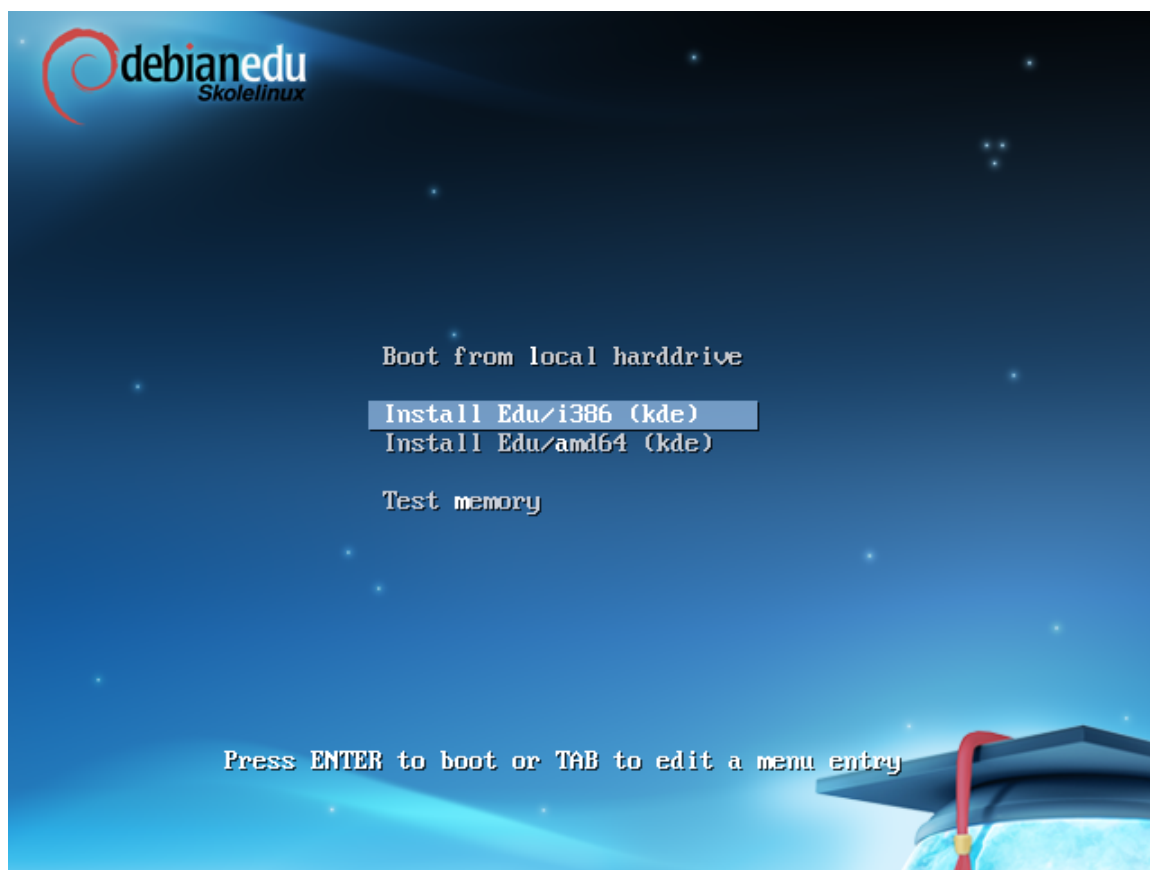 debianedu
Skolelinux
Boot from local harddrive
Install Edu/i386 (kde)
Install Edu/amd64 (kde)
Test memory
Press ENTER to boot or TAB to edit a menu entry